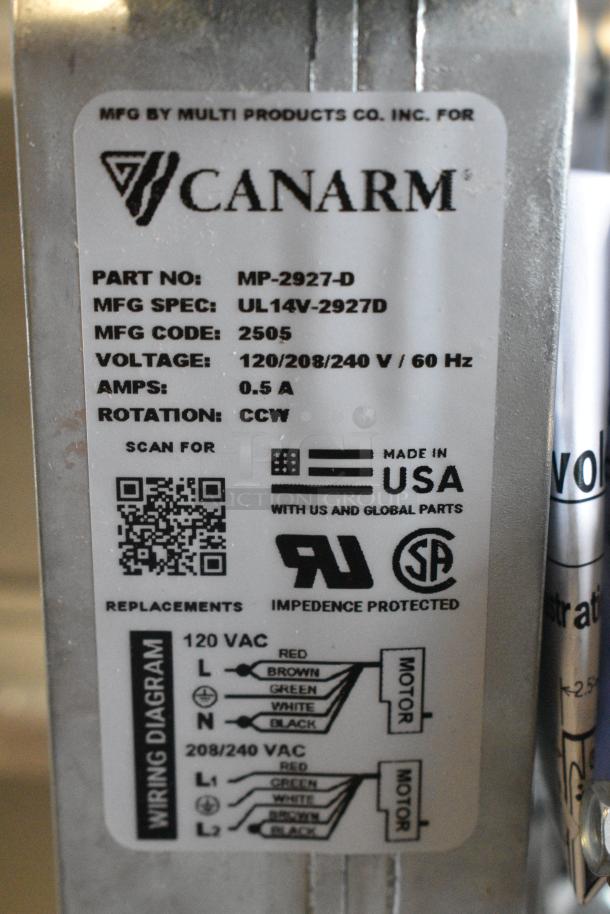 MFG BY MULTI PRODUCTS CO. INC. FOR
CANARM
PART NO: MP-2927-D
MFG SPEC: UL14V-2927D
MFG CODE: 2505
VOLTAGE: 120/208/240 V / 60 Hz
AMPS: 0.5 A
ROTATION: CCW
SCAN FOR
REPLACEMENTS
MADE IN
USA
WITH US AND GLOBAL PARTS
IMPEDENCE PROTECTED
WIRING DIAGRAM
120 VAC
RED
L BROWN
GREEN
WHITE
N BLACK
MOTOR
208/240 VAC
RED
L1 GREEN
WHITE
BROWN
L2 BLACK
MOTOR